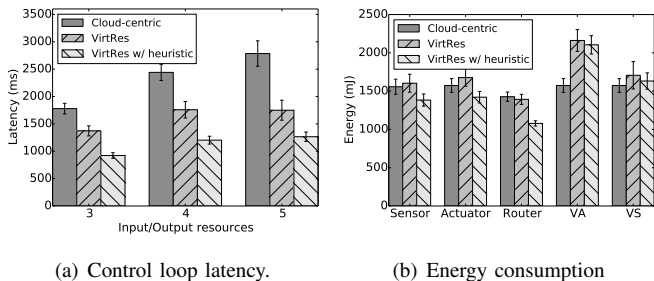 3500
3000
2500
2000
1500
1000
500
0
Latency (ms)
Cloud-centric
VirtRes
VirtRes w/ heuristic
3 4 5
Input/Output resources
(a) Control loop latency.
2500
2000
1500
1000
500
0
Energy (mJ)
Cloud-centric
VirtRes
VirtRes w/ heuristic
Sensor Actuator Router VA VS
(b) Energy consumption